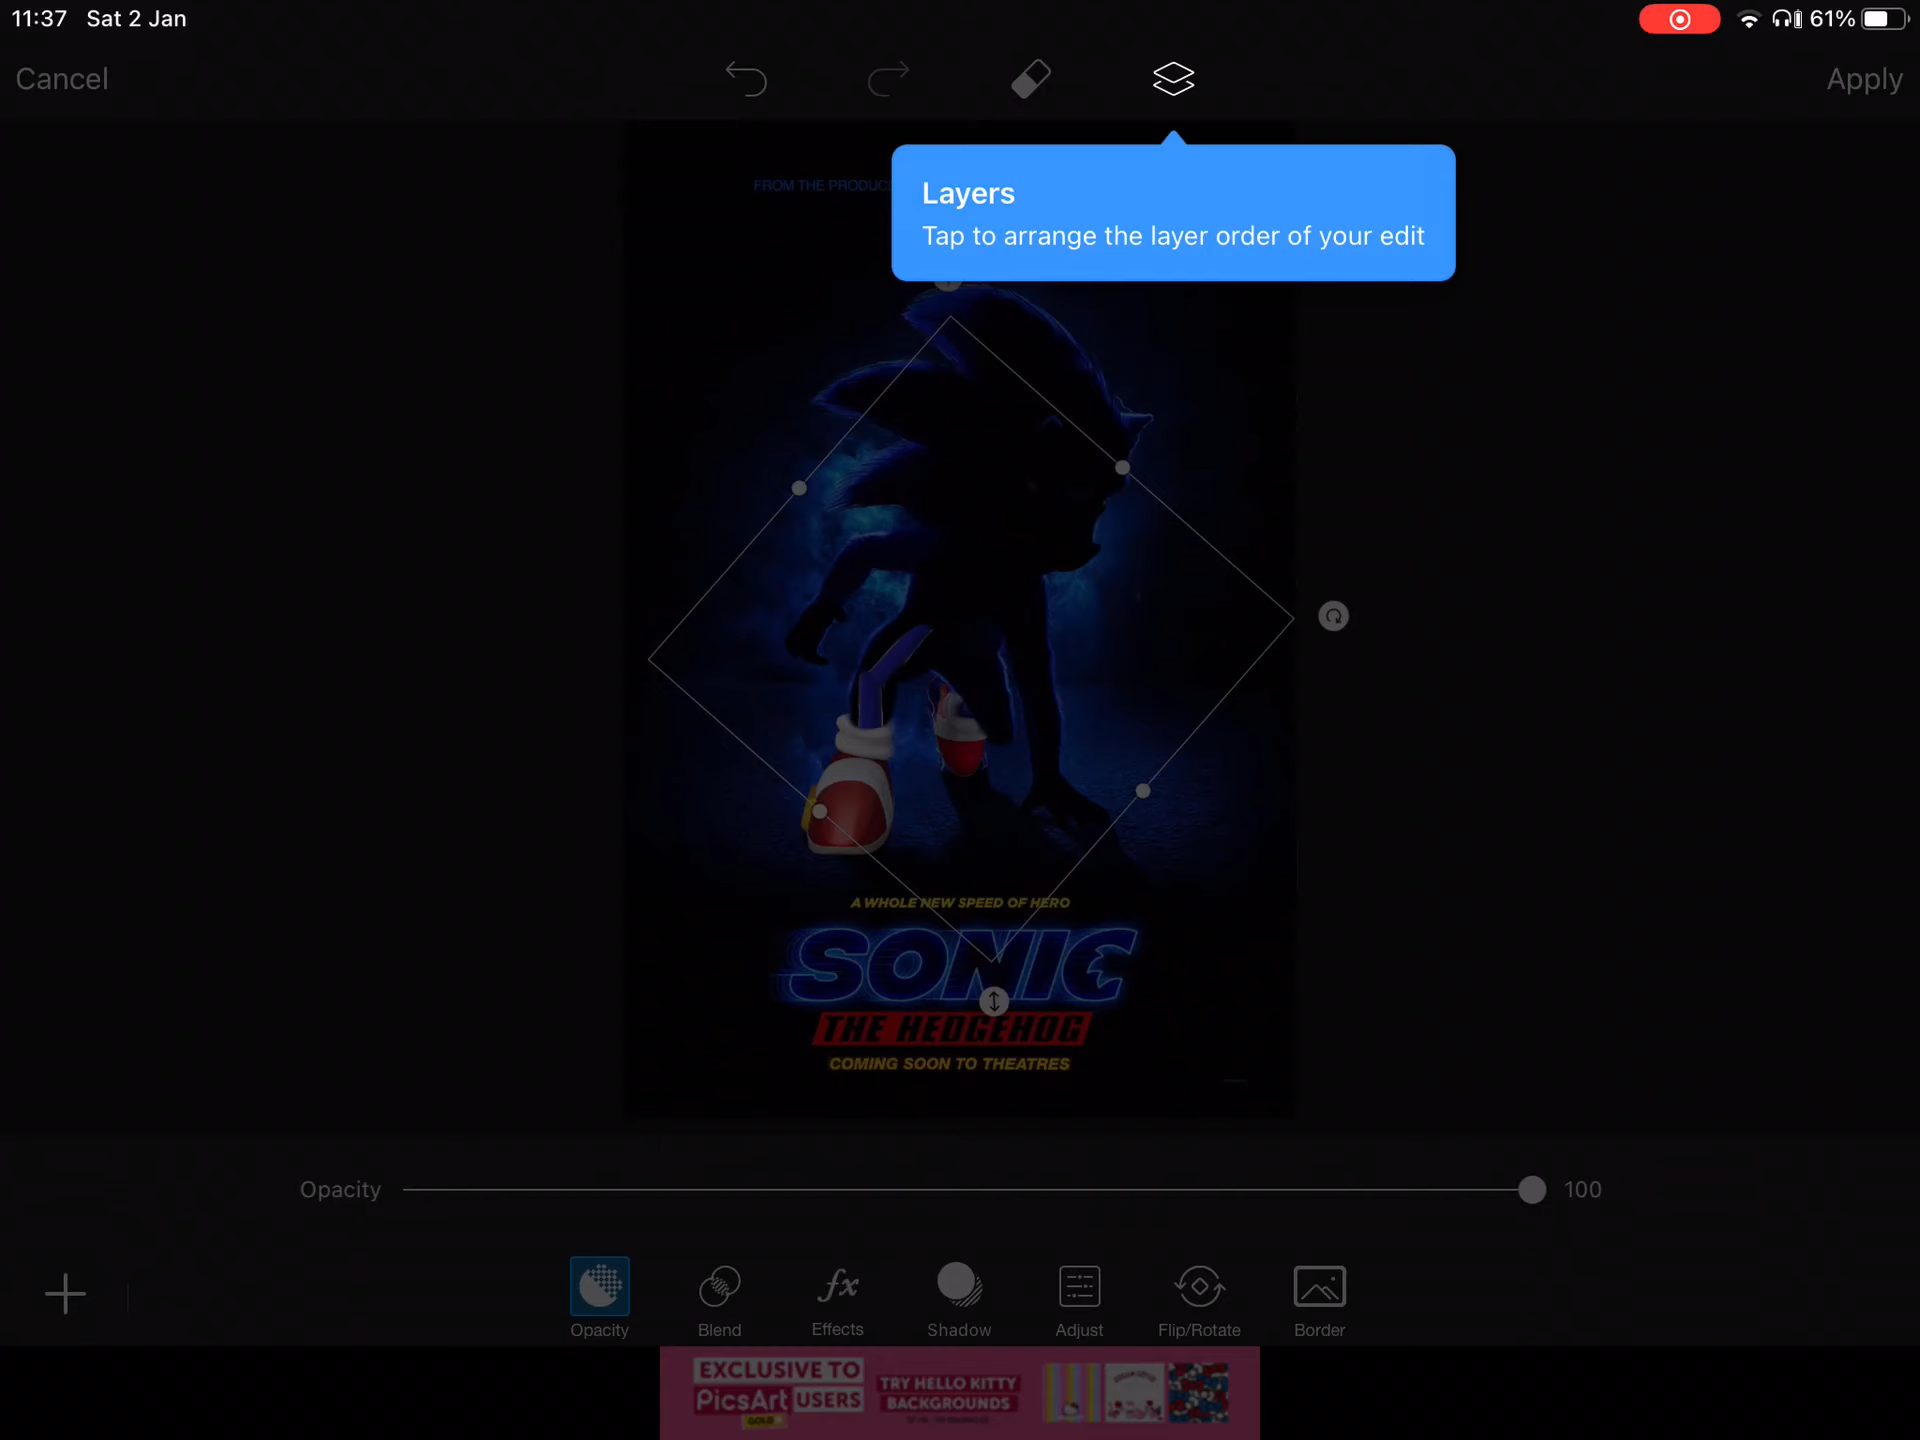 11:37 Sat 2 Jan
61%
Cancel
Apply
Layers
Tap to arrange the layer order of your edit
FROM THE PRODUC
A WHOLE NEW SPEED OF HERO
SONIC
THE HEDGEHOG
COMING SOON TO THEATRES
Opacity
100
fx
Opacity
Blend
Effects
Shadow
Adjust
Flip/Rotate
Border
EXCLUSIVE TO
PicsArt USERS
GOLD
TRY HELLO KITTY
BACKGROUNDS